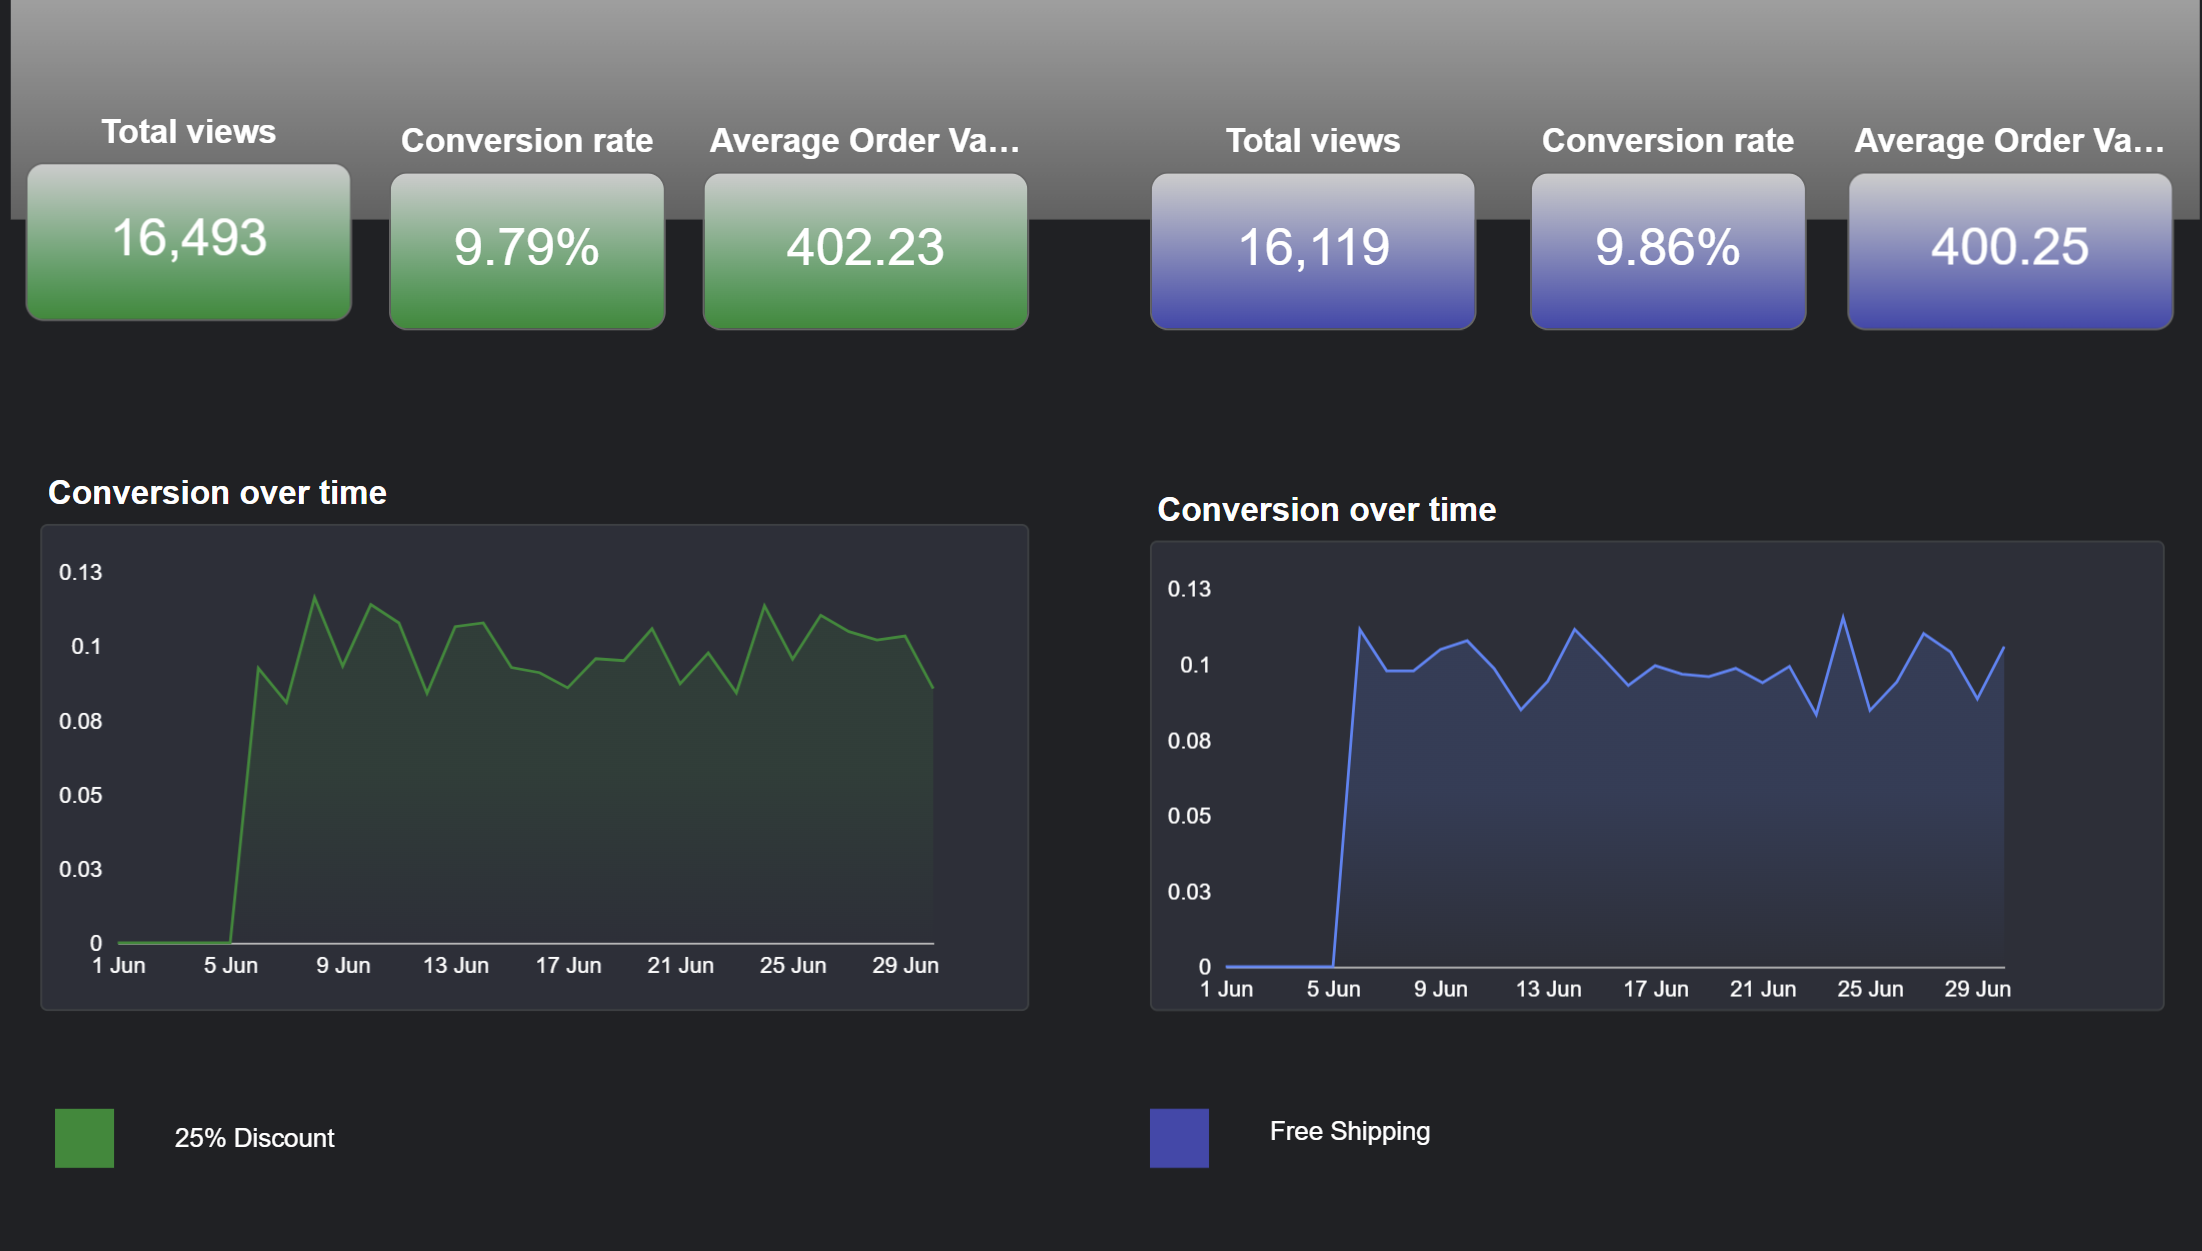 Total views
Conversion rate
Average Order Va...
Total views
Conversion rate
Average Order Va...
16,493
9.79%
402.23
16,119
9.86%
400.25
Conversion over time
0.13
0.1
0.08
0.05
0.03
0
1 Jun 5 Jun 9 Jun 13 Jun 17 Jun 21 Jun 25 Jun 29 Jun
Conversion over time
0.13
0.1
0.08
0.05
0.03
0
1 Jun 5 Jun 9 Jun 13 Jun 17 Jun 21 Jun 25 Jun 29 Jun
25% Discount
Free Shipping